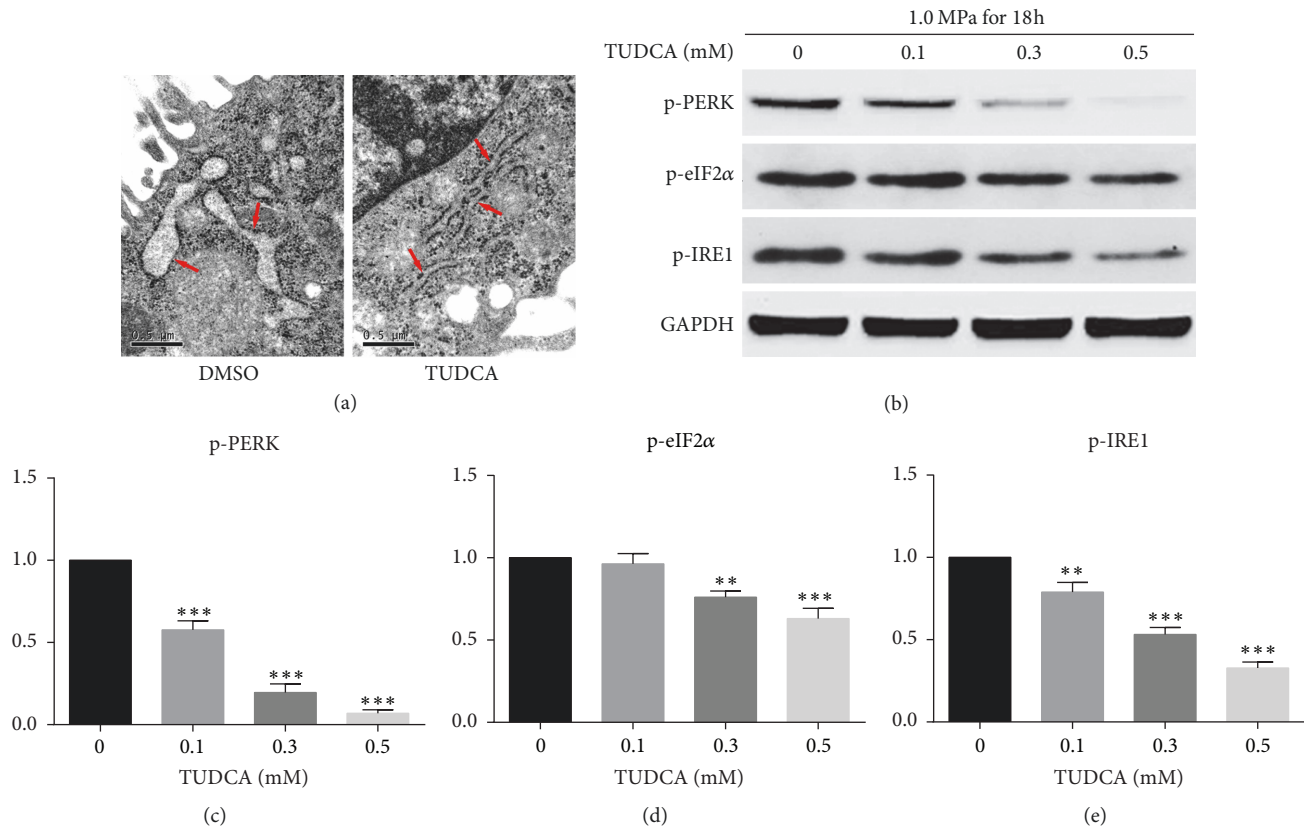 1.0 MPa for 18h
TUDCA (mM) 0 0.1 0.3 0.5
p-PERK
p-eIF2α
p-IRE1
GAPDH
0.5 μm
0.5 μm
DMSO TUDCA
(a)
(b)
p-PERK
1.5
1.0
0.5
0.0
***
***
***
0 0.1 0.3 0.5
TUDCA (mM)
(c)
p-eIF2α
1.5
1.0
0.5
0.0
**
***
0 0.1 0.3 0.5
TUDCA (mM)
(d)
p-IRE1
1.5
1.0
0.5
0.0
**
***
***
0 0.1 0.3 0.5
TUDCA (mM)
(e)